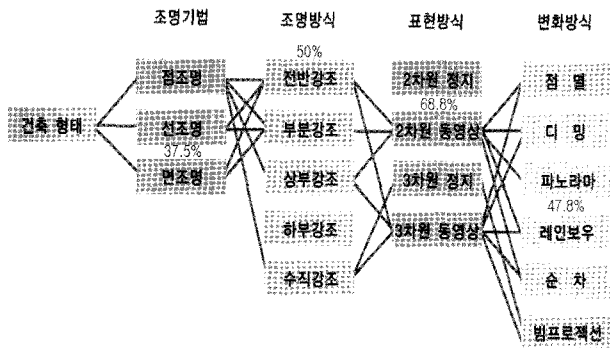 조명기법 조명방식 표현방식 변화방식
50%
점조명 전반강조 2차원 정지 점 멸
68.8%
건축 형태 선조명 부분강조 2차원 동영상 디 밍
37.5%
면조명 상부강조 3차원 정지 파노라마
47.8%
하부강조 3차원 동영상 레인보우
수직강조 순 차
빔프로젝션